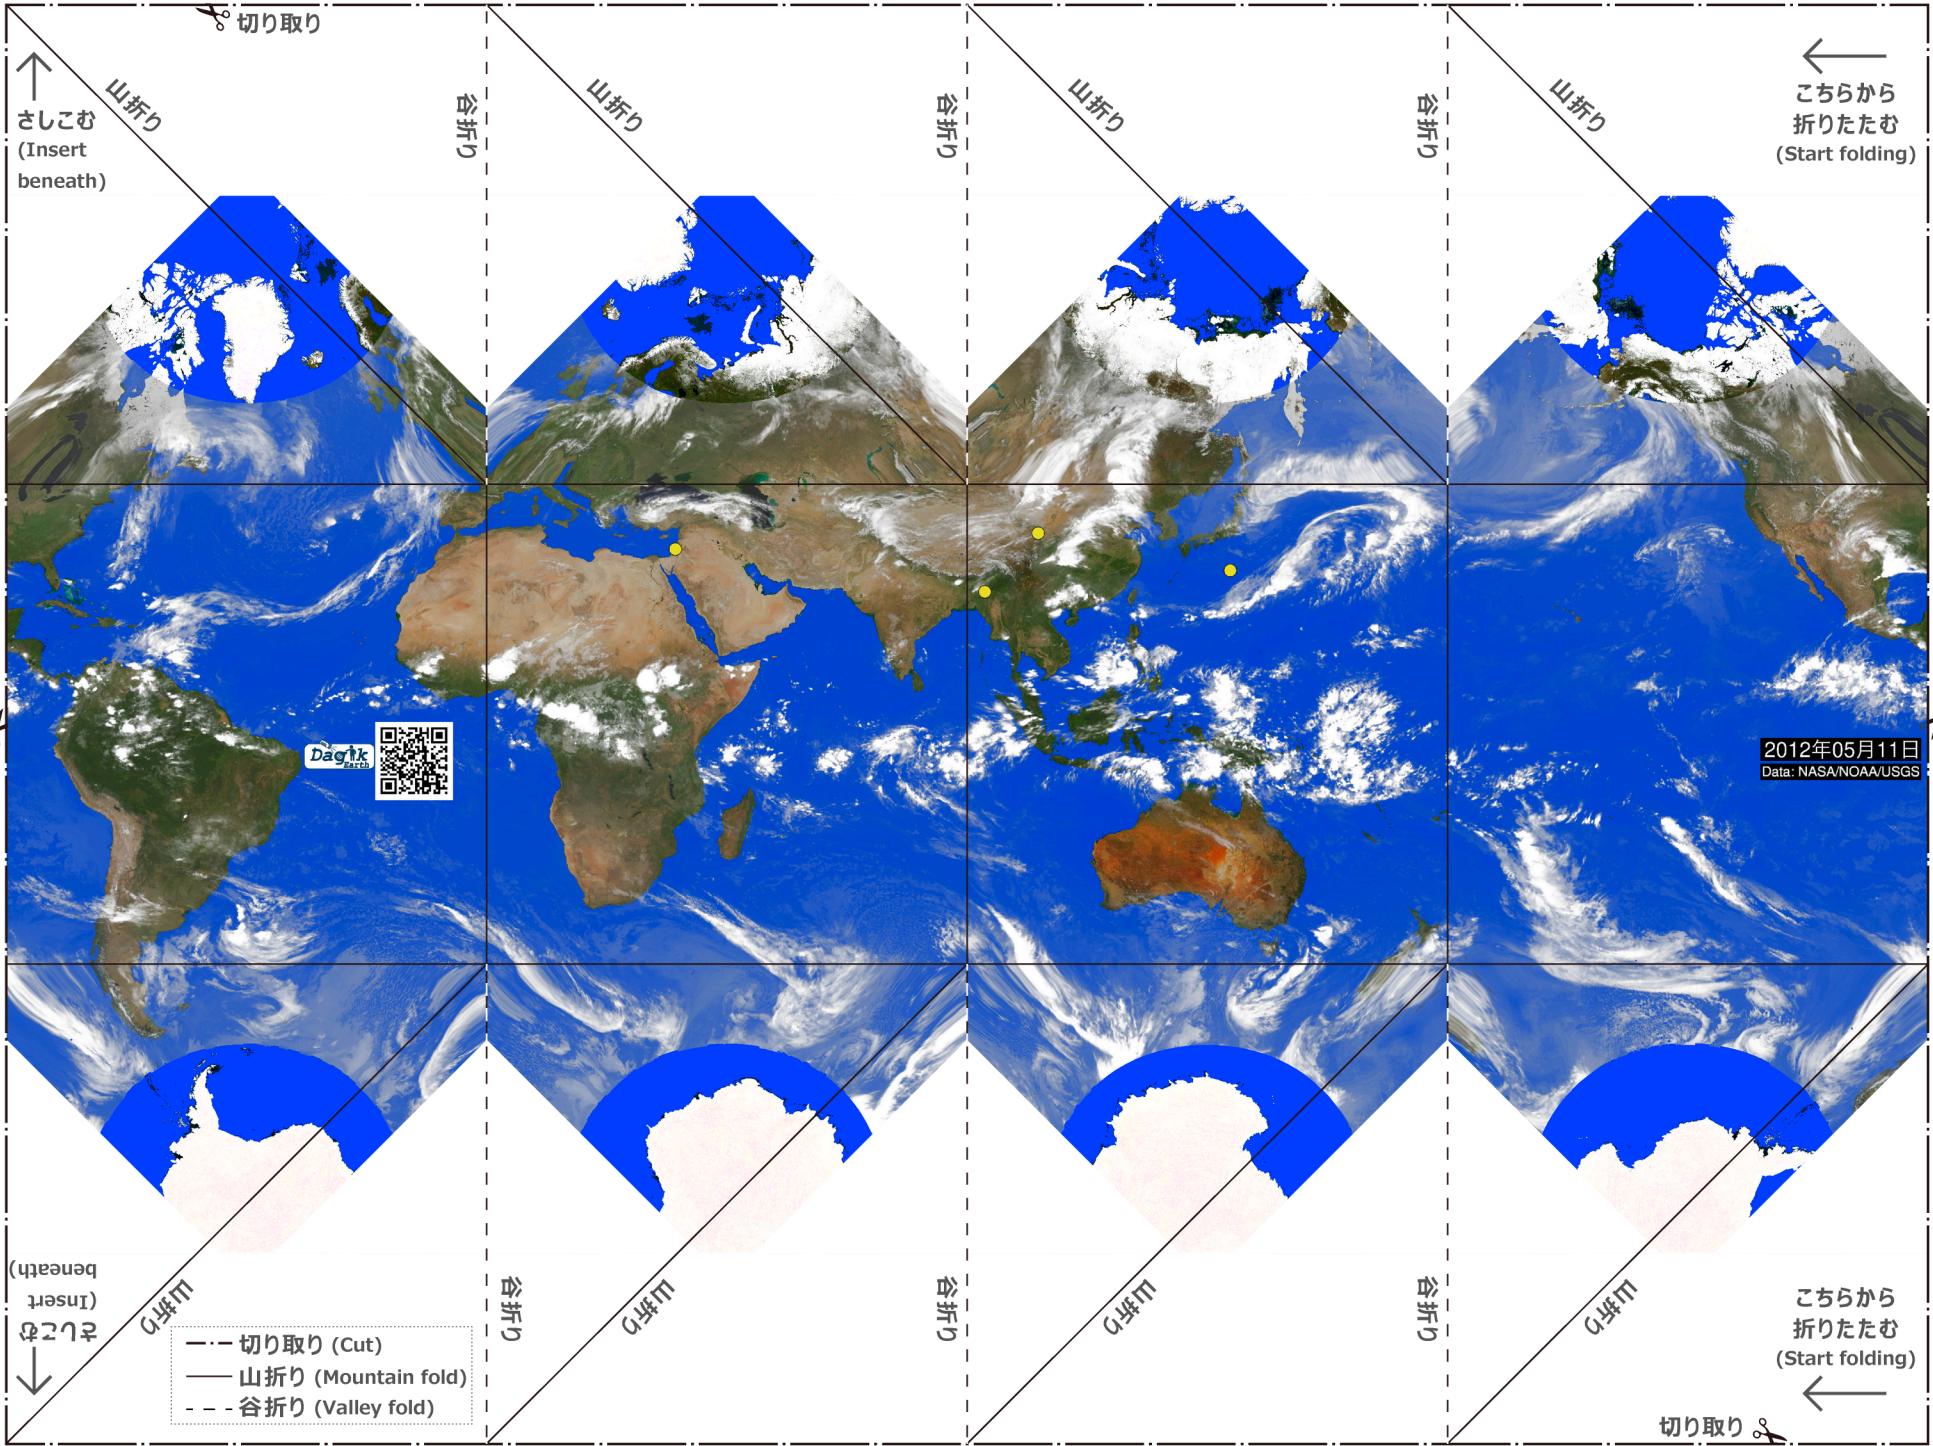 切り取り
さしこむ
(Insert
beneath)
山折り
谷折り
山折り
谷折り
山折り
谷折り
山折り
こちらから
折りたたむ
(Start folding)
Dagik
Earth
2012年05月11日
Data: NASA/NOAA/USGS
さしこむ
(Insert
beneath)
山折り
谷折り
山折り
谷折り
山折り
谷折り
山折り
こちらから
折りたたむ
(Start folding)
切り取り (Cut)
山折り (Mountain fold)
谷折り (Valley fold)
切り取り